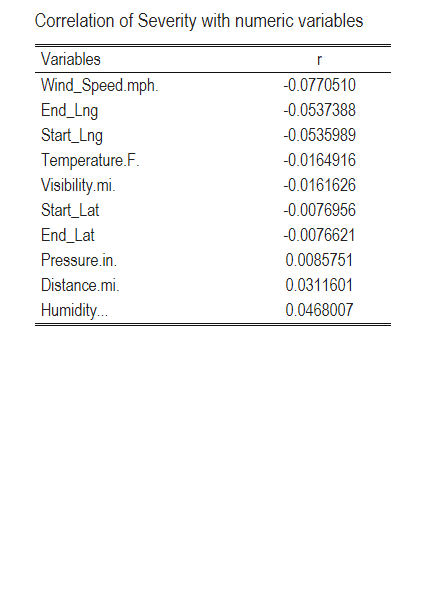 Correlation of Severity with numeric variables
Variables r
Wind_Speed.mph. -0.0770510
End_Lng -0.0537388
Start_Lng -0.0535989
Temperature.F. -0.0164916
Visibility.mi. -0.0161626
Start_Lat -0.0076956
End_Lat -0.0076621
Pressure.in. 0.0085751
Distance.mi. 0.0311601
Humidity... 0.0468007